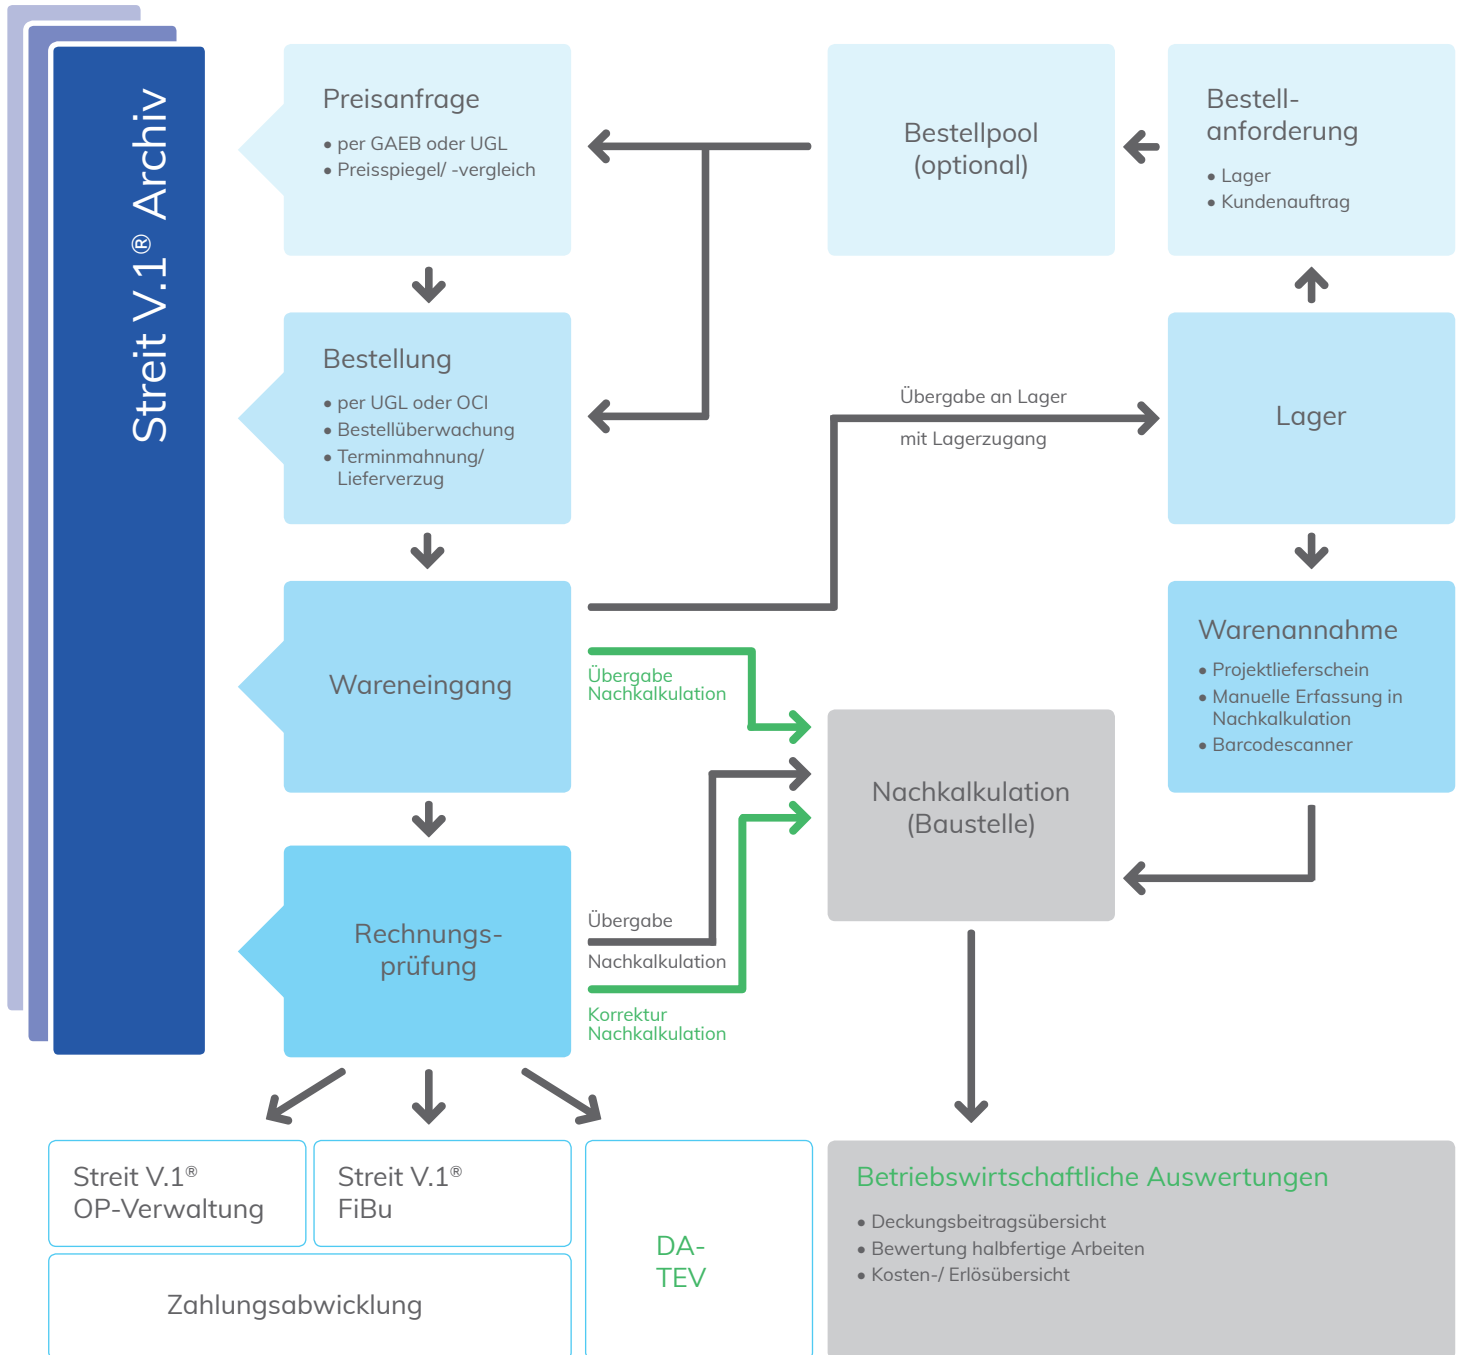 Streit V.1® Archiv
Preisanfrage
• per GAEB oder UGL
• Preisspiegel/ -vergleich
Bestellpool
(optional)
Bestell-
anforderung
• Lager
• Kundenauftrag
Bestellung
• per UGL oder OCI
• Bestellüberwachung
• Terminmahnung/
Lieferverzug
Übergabe an Lager
mit Lagerzugang
Lager
Wareneingang
Übergabe
Nachkalkulation
Warenannahme
• Projektlieferschein
• Manuelle Erfassung in
Nachkalkulation
• Barcodescanner
Nachkalkulation
(Baustelle)
Rechnungs-
prüfung
Übergabe
Nachkalkulation
Korrektur
Nachkalkulation
Streit V.1®
OP-Verwaltung
Streit V.1®
FiBu
Zahlungsabwicklung
DA-
TEV
Betriebswirtschaftliche Auswertungen
• Deckungsbeitragsübersicht
• Bewertung halbfertige Arbeiten
• Kosten-/ Erlösübersicht